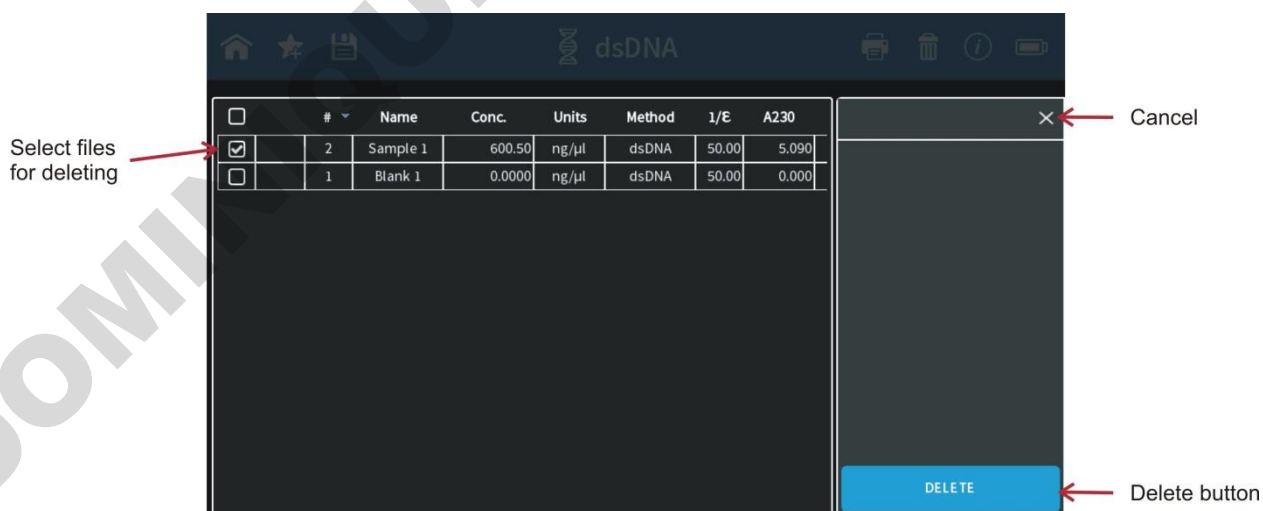 dsDNA
# Name Conc. Units Method 1/ε A230
2 Sample 1 600.50 ng/µl dsDNA 50.00 5.090
1 Blank 1 0.0000 ng/µl dsDNA 50.00 0.000
Select files
for deleting
Cancel
DELETE
Delete button